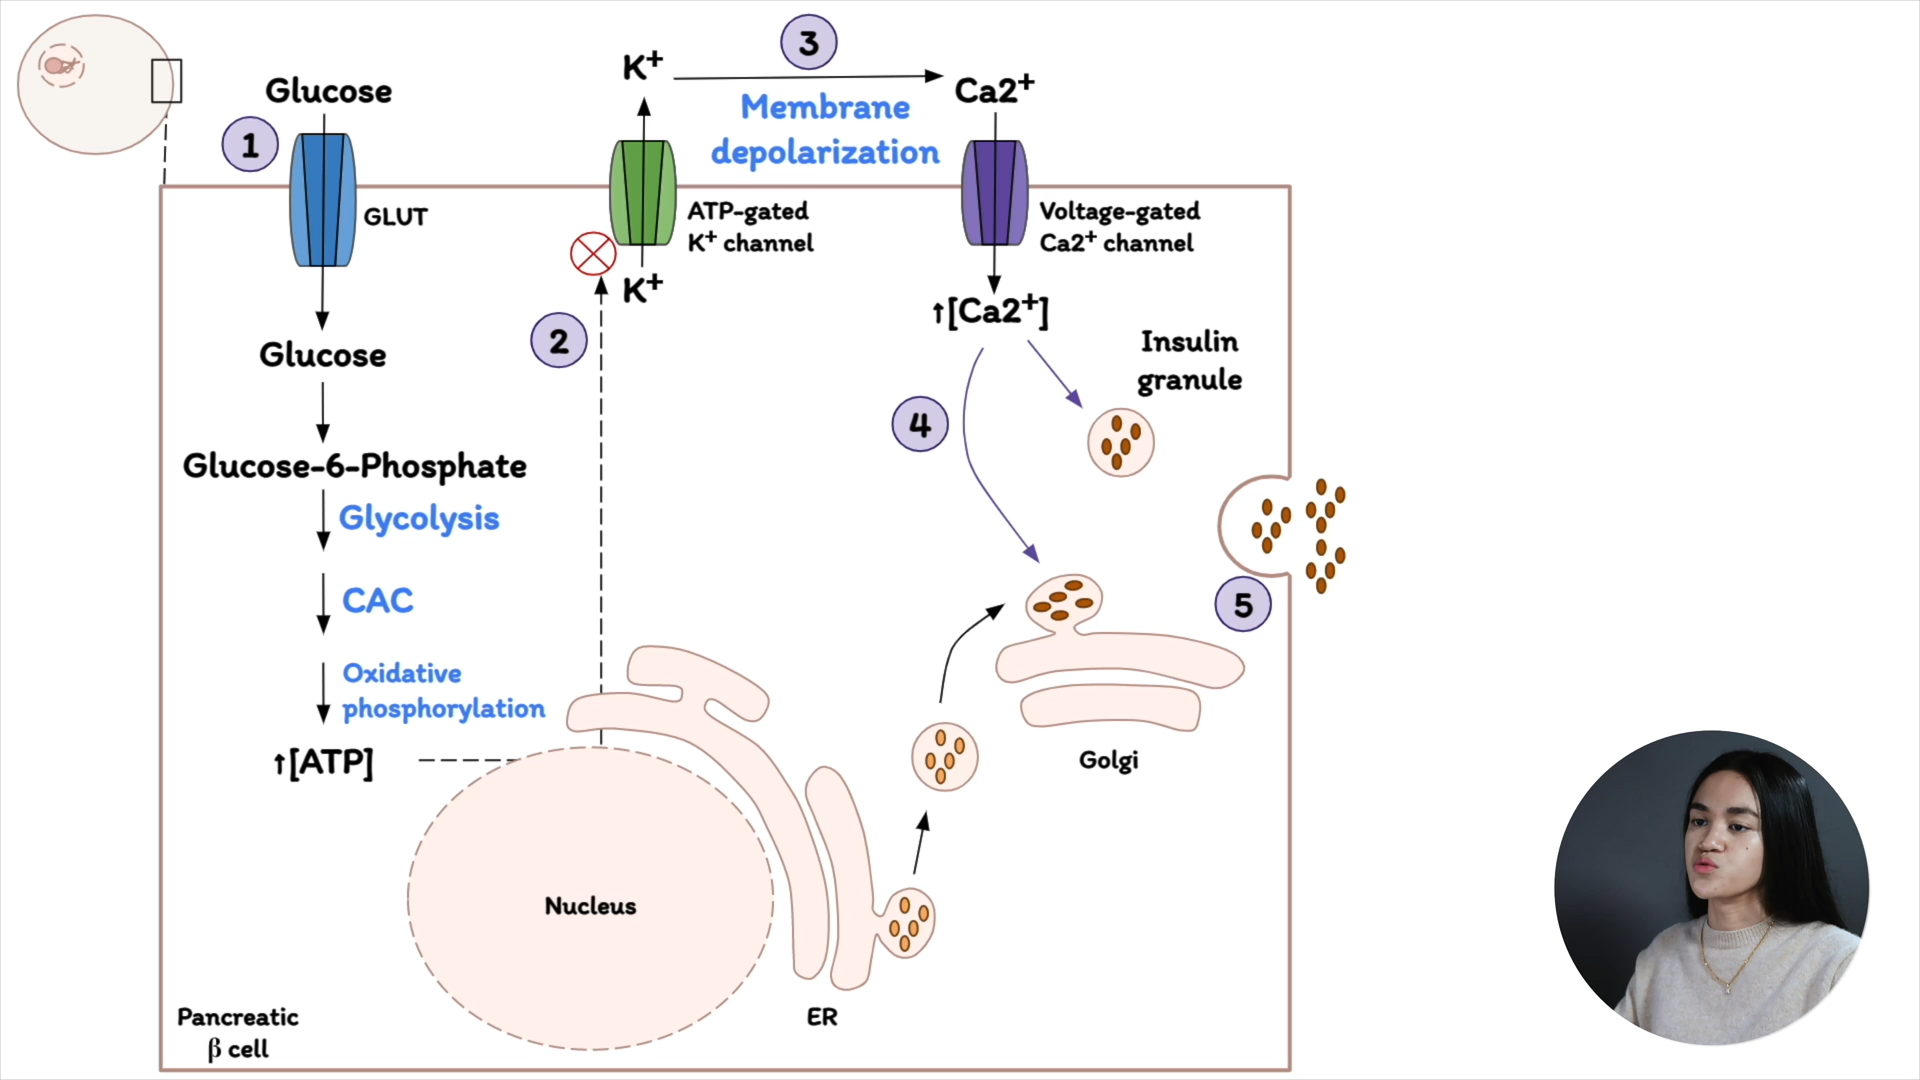 3
K⁺
Glucose
Ca2⁺
Membrane
depolarization
1
GLUT
ATP-gated
K⁺ channel
Voltage-gated
Ca2⁺ channel
K⁺
↑[Ca2⁺]
2
Glucose
Insulin
granule
4
Glucose-6-Phosphate
Glycolysis
CAC
5
Oxidative
phosphorylation
↑[ATP]
Golgi
Nucleus
ER
Pancreatic
β cell